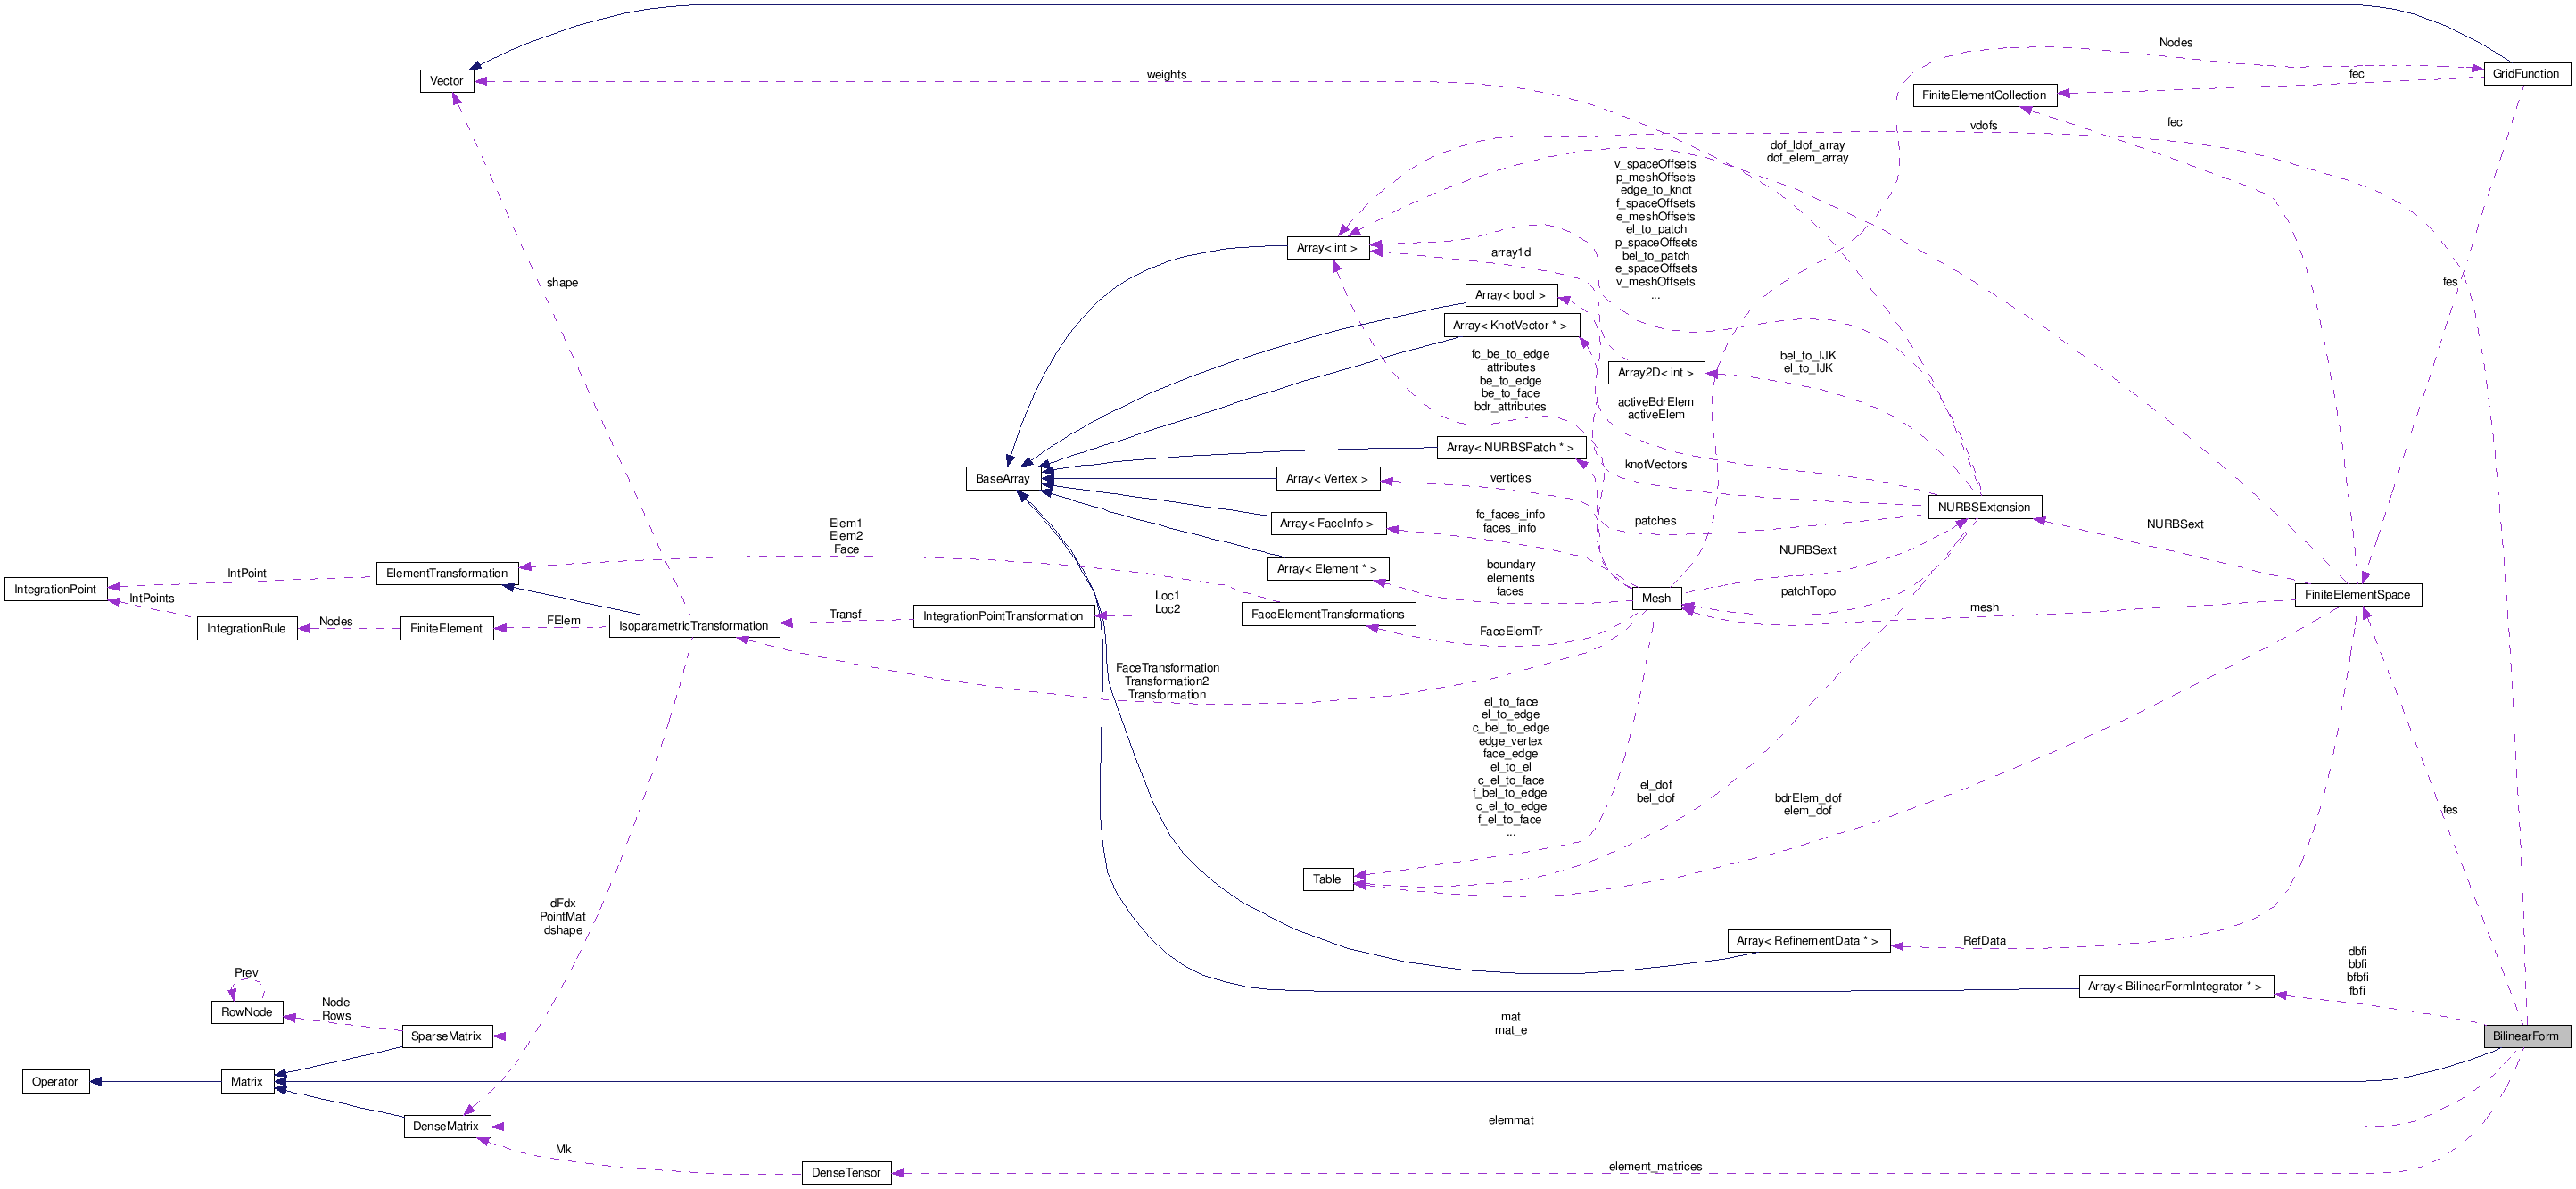 Nodes
GridFunction
fec
Vector
weights
FiniteElementCollection
vdofs
fec
dof_ldof_array
dof_elem_array
v_spaceOffsets
p_meshOffsets
edge_to_knot
f_spaceOffsets
e_meshOffsets
el_to_patch
p_spaceOffsets
bel_to_patch
e_spaceOffsets
v_meshOffsets
...
Array< int >
array1d
shape
fes
Array< bool >
Array< KnotVector * >
fc_be_to_edge
attributes
be_to_edge
be_to_face
bdr_attributes
Array2D< int >
bel_to_IJK
el_to_IJK
activeBdrElem
activeElem
Array< NURBSPatch * >
knotVectors
BaseArray
Array< Vertex >
vertices
NURBSExtension
Array< FaceInfo >
fc_faces_info
faces_info
patches
NURBSext
Elem1
Elem2
Face
NURBSext
Array< Element * >
boundary
elements
faces
IntPoint
ElementTransformation
IntegrationPoint
IntPoints
patchTopo
Mesh
FiniteElementSpace
mesh
Loc1
Loc2
Transf
IntegrationPointTransformation
FaceElementTransformations
IntegrationRule
Nodes
FiniteElement
FElem
IsoparametricTransformation
FaceElemTr
FaceTransformation
Transformation2
Transformation
el_to_face
el_to_edge
c_bel_to_edge
edge_vertex
face_edge
el_to_el
c_el_to_face
f_bel_to_edge
c_el_to_edge
f_el_to_face
...
el_dof
bel_dof
bdrElem_dof
elem_dof
fes
Table
dFdx
PointMat
dshape
Array< RefinementData * >
RefData
dbfi
bbfi
bfbfi
fbfi
Array< BilinearFormIntegrator * >
Prev
RowNode
Node
Rows
SparseMatrix
mat
mat_e
BilinearForm
Operator
Matrix
DenseMatrix
elemmat
Mk
DenseTensor
element_matrices